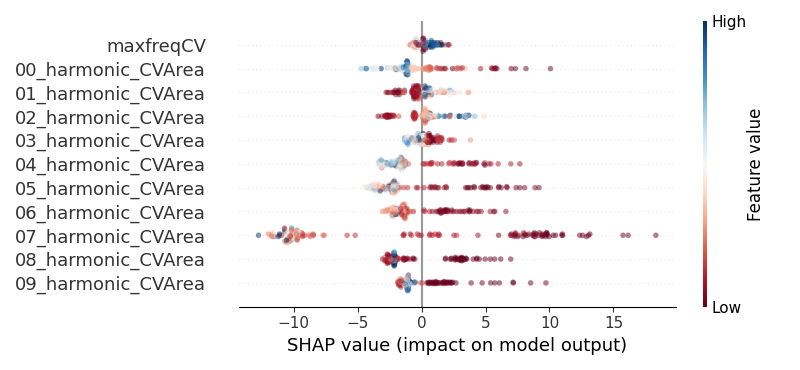 High
maxfreqCV
00_harmonic_CVArea
01_harmonic_CVArea
02_harmonic_CVArea
03_harmonic_CVArea
04_harmonic_CVArea
05_harmonic_CVArea
06_harmonic_CVArea
07_harmonic_CVArea
08_harmonic_CVArea
09_harmonic_CVArea
Feature value
Low
−10 −5 0 5 10 15
SHAP value (impact on model output)